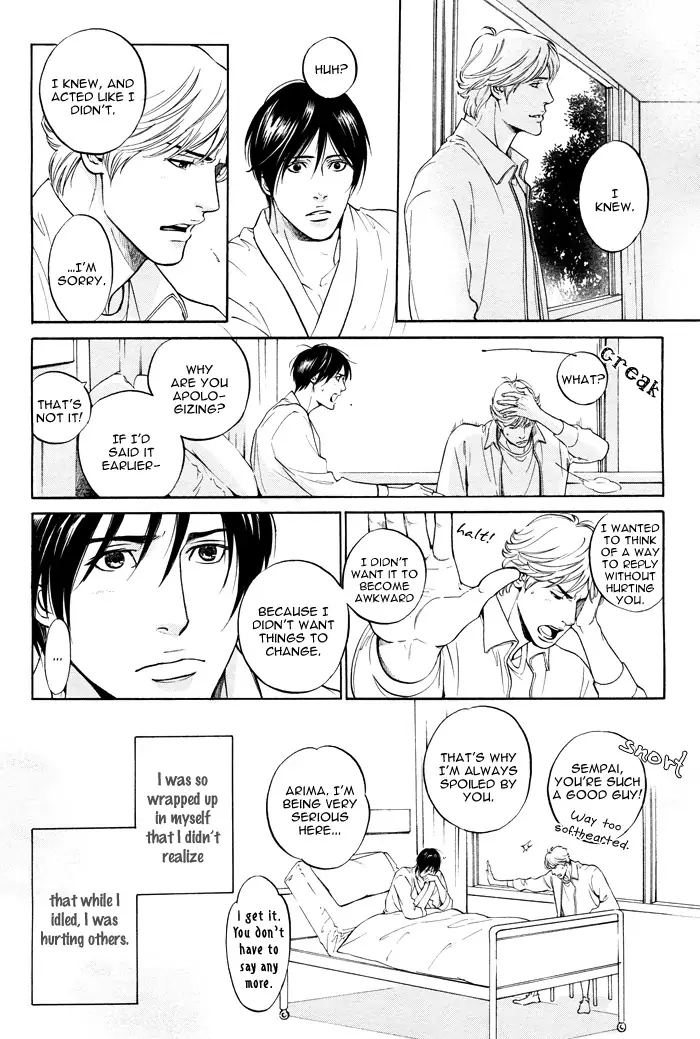 I
KNEW.
HUH?
I KNEW, AND
ACTED LIKE I
DIDN'T.
...I'M
SORRY.
creak
WHAT?
WHY
ARE YOU
APOLO-
GIZING?
IF I'D
SAID IT
EARLIER-
THAT'S
NOT IT!
I WANTED
TO THINK
OF A WAY
TO REPLY
WITHOUT
HURTING
YOU.
halt!
I DIDN'T
WANT IT TO
BECOME
AWKWARD
BECAUSE I
DIDN'T WANT
THINGS TO
CHANGE.
...
snort
SEMPAI,
YOU'RE SUCH
A GOOD GUY!
Way too
softhearted.
THAT'S WHY
I'M ALWAYS
SPOILED BY
YOU.
ARIMA, I'M
BEING VERY
SERIOUS
HERE...
I get it.
You don't
have to
say any
more.
I was so
wrapped up
in myself
that I didn't
realize
that while I
idled, I was
hurting others.